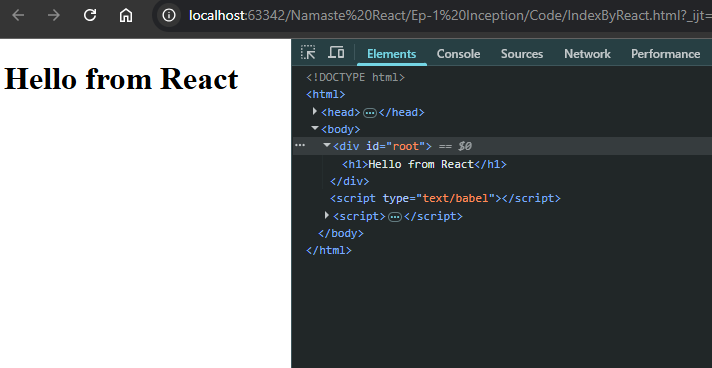 localhost:63342/Namaste%20React/Ep-1%20Inception/Code/IndexByReact.html?_ijt=
Hello from React
Elements Console Sources Network Performance
<!DOCTYPE html>
<html>
<head> ⋯ </head>
<body>
⋯ <div id="root"> == $0
<h1>Hello from React</h1>
</div>
<script type="text/babel"></script>
<script> ⋯ </script>
</body>
</html>